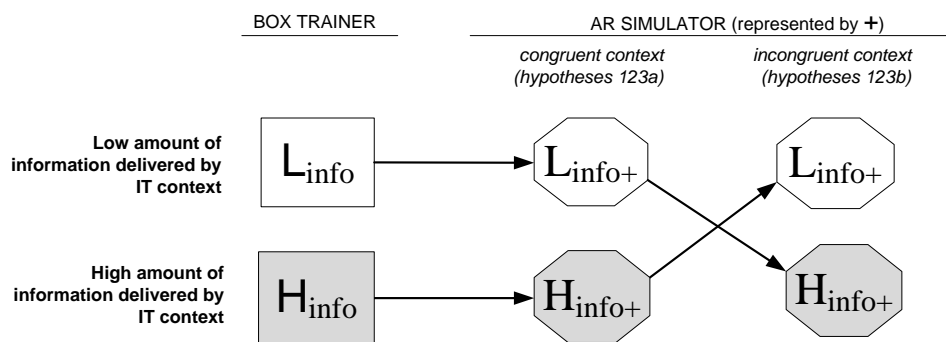 BOX TRAINER
AR SIMULATOR (represented by +)
congruent context
(hypotheses 123a)
incongruent context
(hypotheses 123b)
Low amount of
information delivered by
IT context
Linfo
Linfo+
Linfo+
High amount of
information delivered by
IT context
Hinfo
Hinfo+
Hinfo+